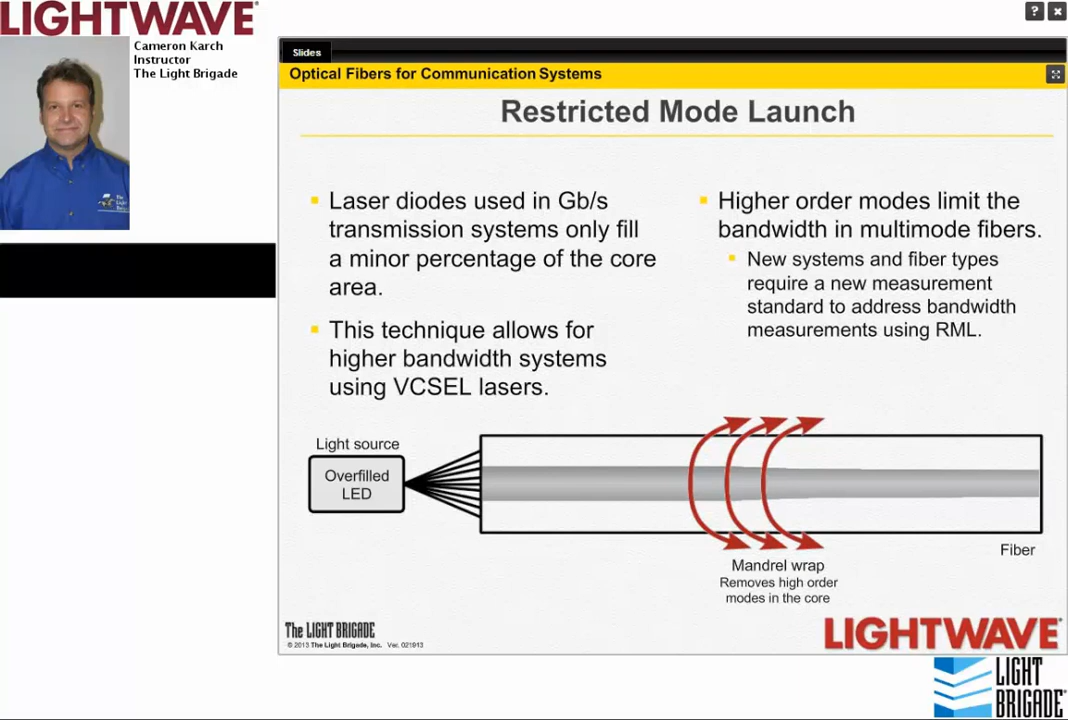 LIGHTWAVE®
Cameron Karch
Instructor
The Light Brigade
?
Slides
Optical Fibers for Communication Systems
Restricted Mode Launch
Laser diodes used in Gb/s
transmission systems only fill
a minor percentage of the core
area.
This technique allows for
higher bandwidth systems
using VCSEL lasers.
Higher order modes limit the
bandwidth in multimode fibers.
New systems and fiber types
require a new measurement
standard to address bandwidth
measurements using RML.
Light source
Overfilled
LED
Mandrel wrap
Removes high order
modes in the core
Fiber
The LIGHT BRIGADE
© 2013 The Light Brigade, Inc. Ver. 021913
LIGHTWAVE®
LIGHT
BRIGADE®